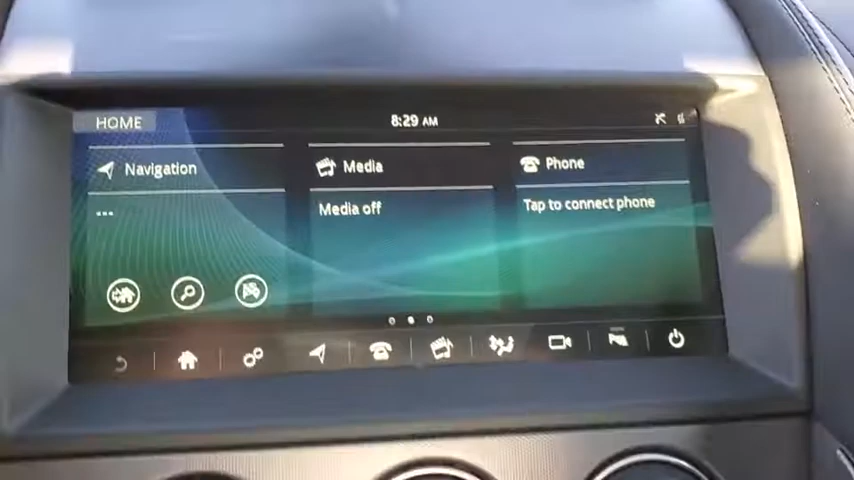 HOME
8:29 AM
Navigation
Media
Phone
...
Media off
Tap to connect phone